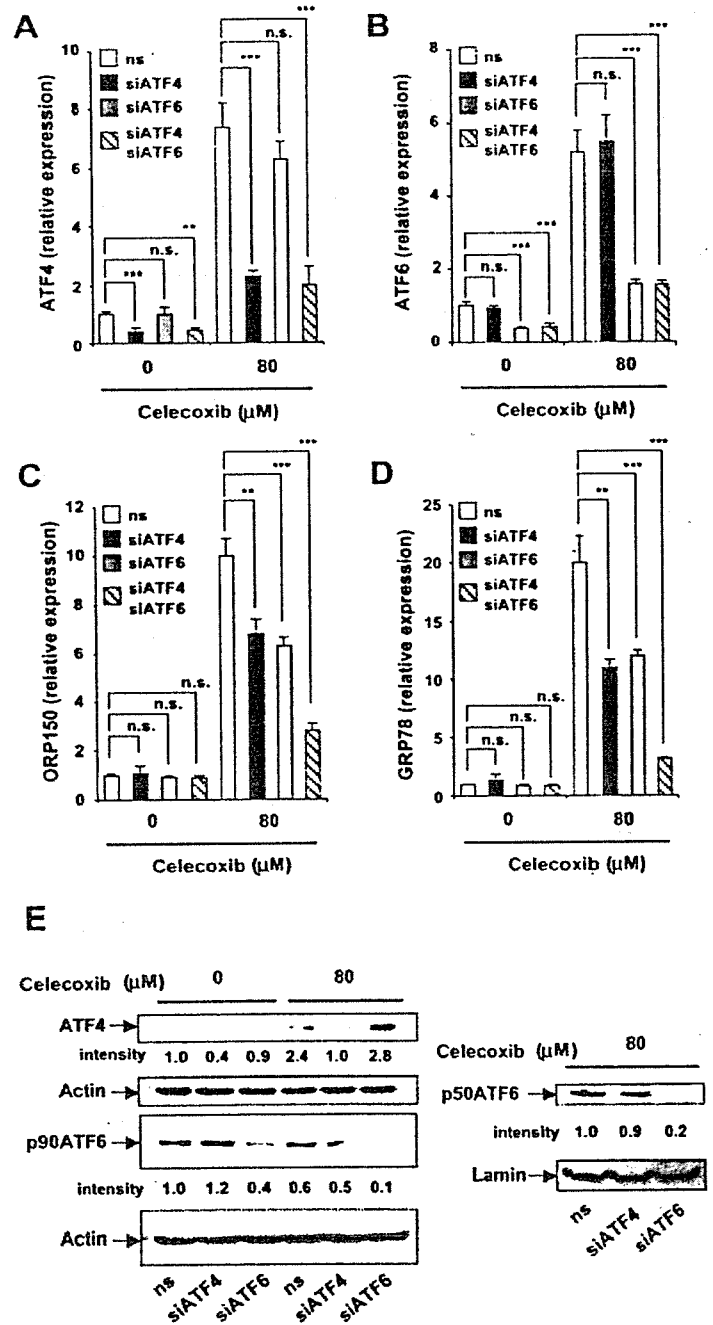 A
ns
siATF4
siATF6
siATF4
siATF6
ATF4 (relative expression)
10
8
6
4
2
0
***
n.s.
**
***
n.s.
***
0
80
Celecoxib (μM)
B
ns
siATF4
siATF6
siATF4
siATF6
ATF6 (relative expression)
8
6
4
2
0
n.s.
***
***
n.s.
***
***
0
80
Celecoxib (μM)
C
ns
siATF4
siATF6
siATF4
siATF6
ORP150 (relative expression)
12
10
8
6
4
2
0
n.s.
n.s.
n.s.
**
***
***
0
80
Celecoxib (μM)
D
ns
siATF4
siATF6
siATF4
siATF6
GRP78 (relative expression)
25
20
15
10
5
0
n.s.
n.s.
n.s.
**
***
***
0
80
Celecoxib (μM)
E
Celecoxib (μM) 0 80
ATF4
intensity 1.0 0.4 0.9 2.4 1.0 2.8
Actin
p90ATF6
intensity 1.0 1.2 0.4 0.6 0.5 0.1
Actin
ns siATF4 siATF6 ns siATF4 siATF6
Celecoxib (μM) 80
p50ATF6
intensity 1.0 0.9 0.2
Lamin
ns siATF4 siATF6